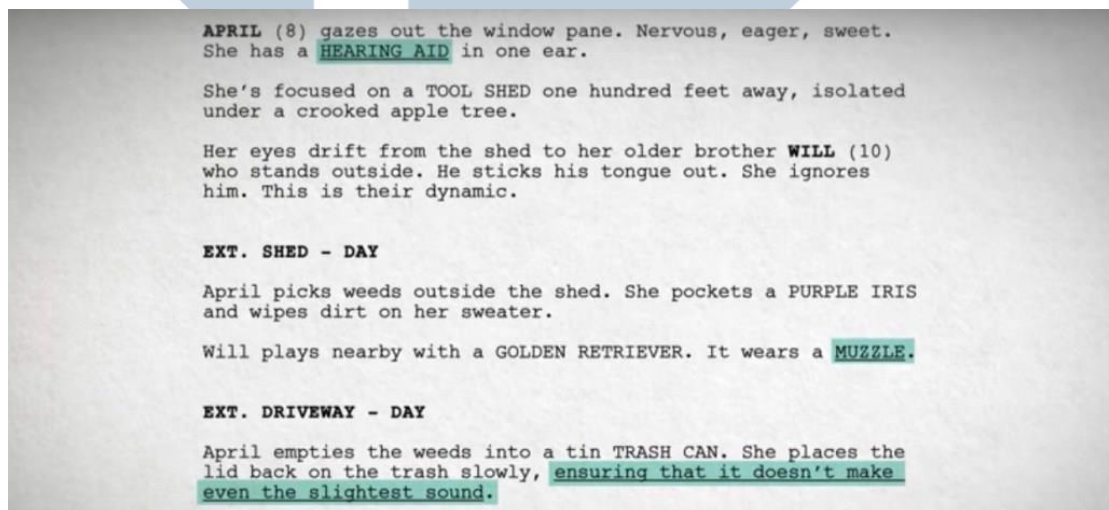 APRIL (8) gazes out the window pane. Nervous, eager, sweet.
She has a HEARING AID in one ear.
She's focused on a TOOL SHED one hundred feet away, isolated
under a crooked apple tree.
Her eyes drift from the shed to her older brother WILL (10)
who stands outside. He sticks his tongue out. She ignores
him. This is their dynamic.
EXT. SHED - DAY
April picks weeds outside the shed. She pockets a PURPLE IRIS
and wipes dirt on her sweater.
Will plays nearby with a GOLDEN RETRIEVER. It wears a MUZZLE.
EXT. DRIVEWAY - DAY
April empties the weeds into a tin TRASH CAN. She places the
lid back on the trash slowly, ensuring that it doesn't make
even the slightest sound.